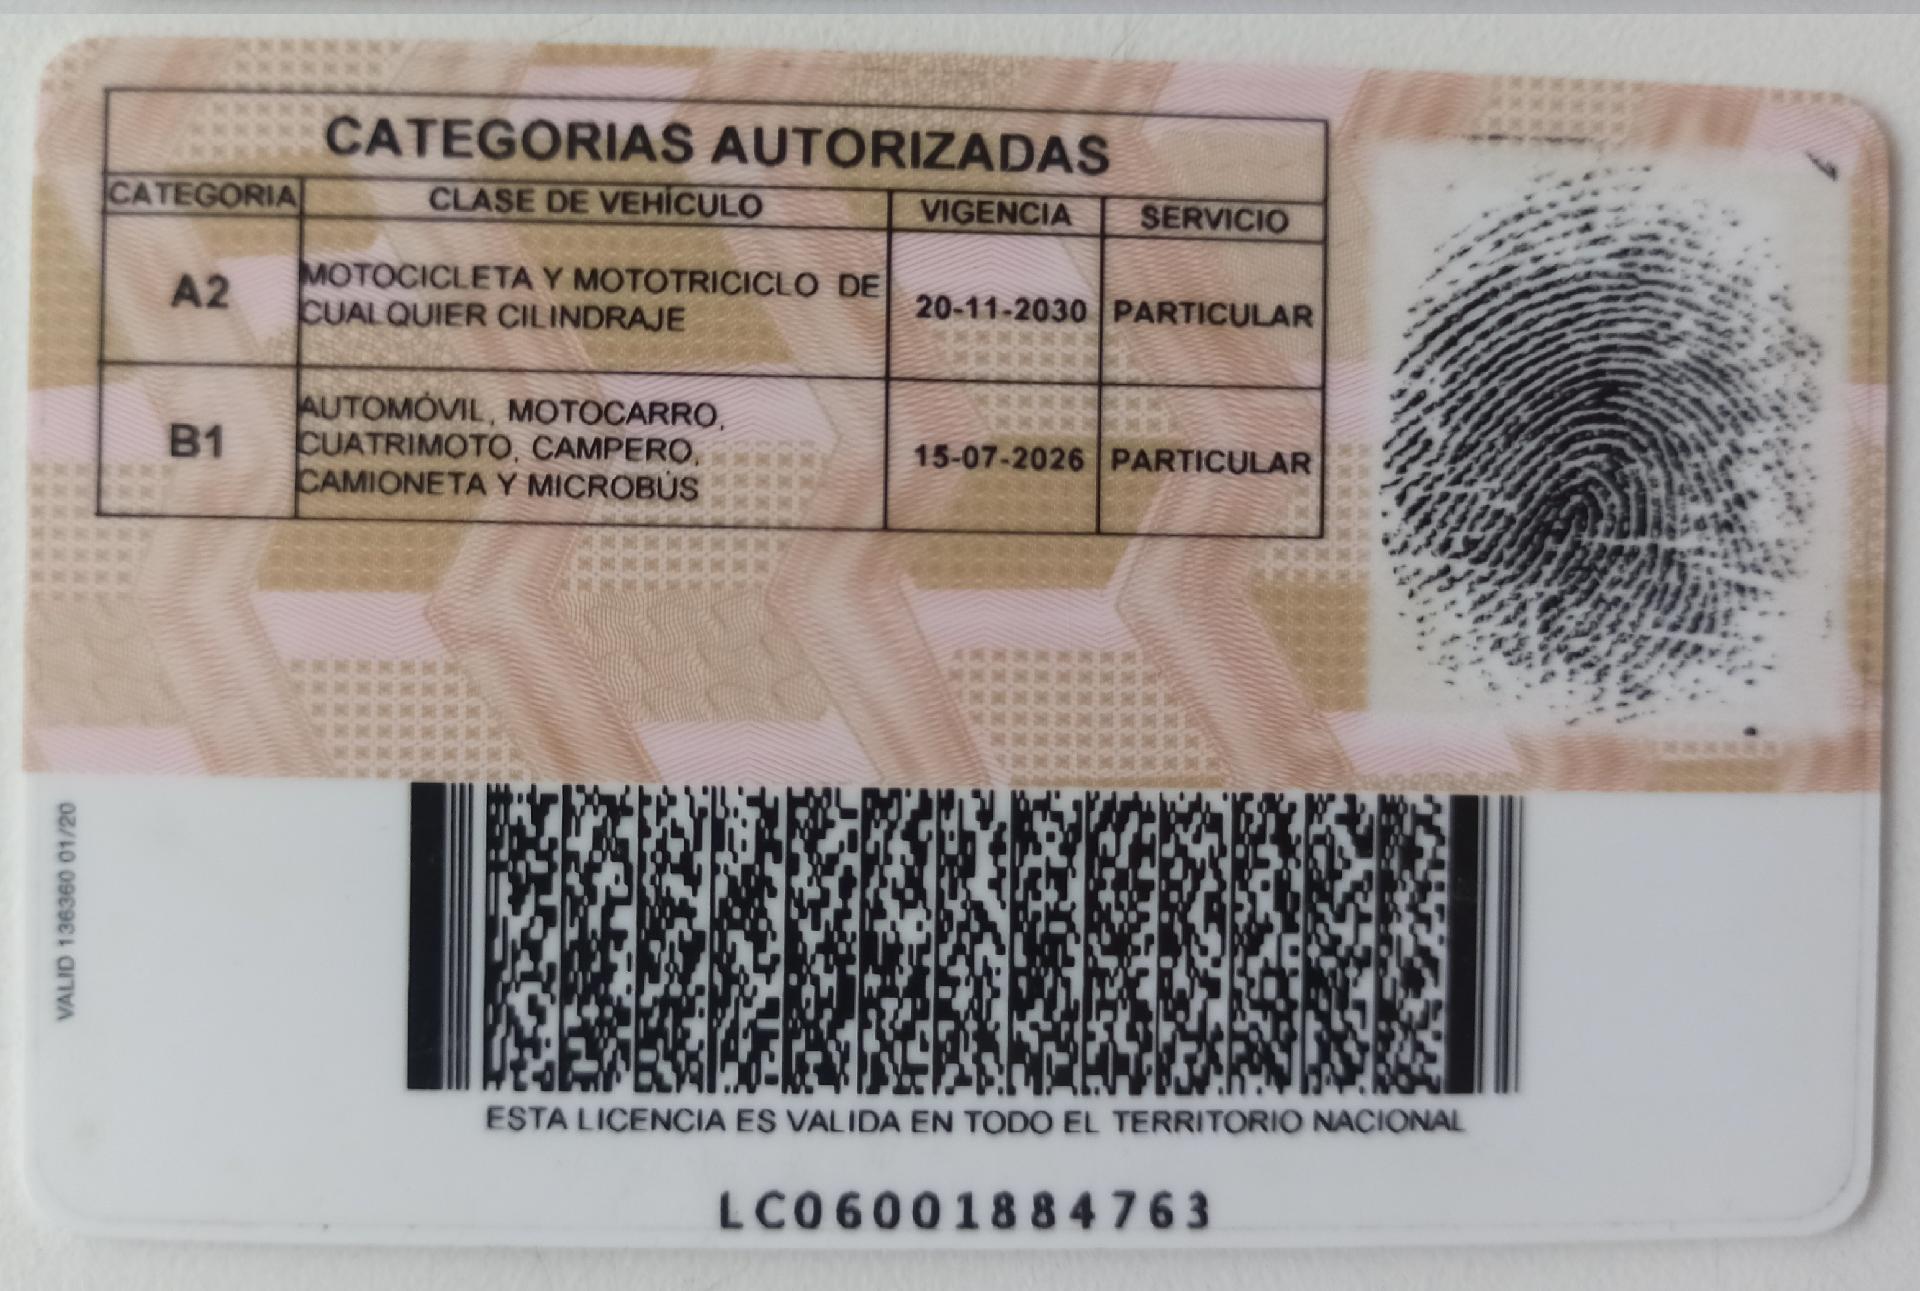 CATEGORIAS AUTORIZADAS
CATEGORIA CLASE DE VEHÍCULO VIGENCIA SERVICIO
A2 MOTOCICLETA Y MOTOTRICICLO DE CUALQUIER CILINDRAJE 20-11-2030 PARTICULAR
B1 AUTOMÓVIL, MOTOCARRO, CUATRIMOTO, CAMPERO, CAMIONETA Y MICROBÚS 15-07-2026 PARTICULAR
VALID 136360 01/20
ESTA LICENCIA ES VALIDA EN TODO EL TERRITORIO NACIONAL
LC06001884763